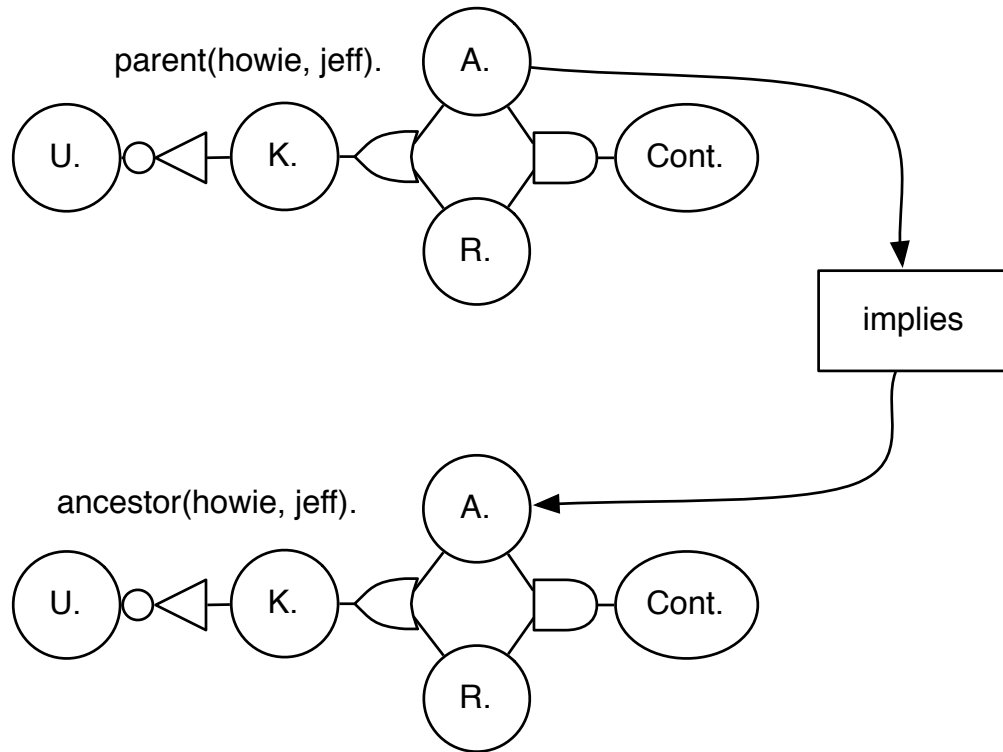 parent(howie, jeff).
A.
U.
K.
Cont.
R.
implies
ancestor(howie, jeff).
A.
U.
K.
Cont.
R.